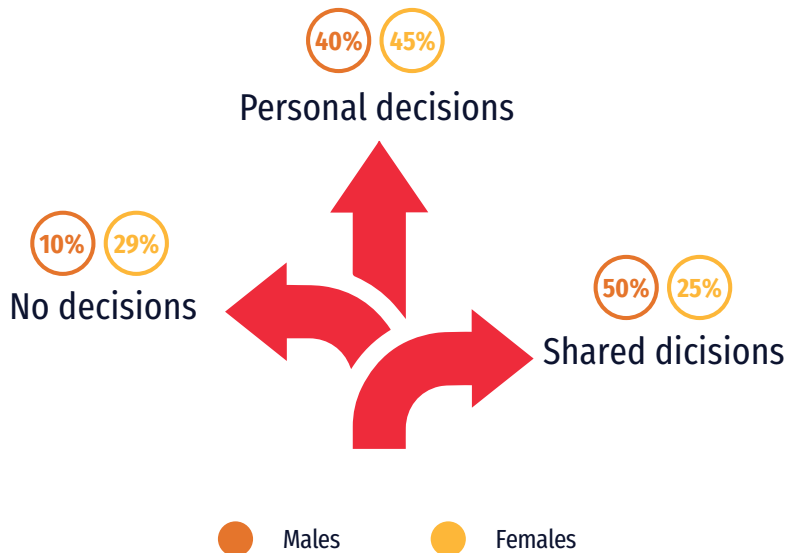 40% 45%
Personal decisions
10% 29%
No decisions
50% 25%
Shared dicisions
Males Females